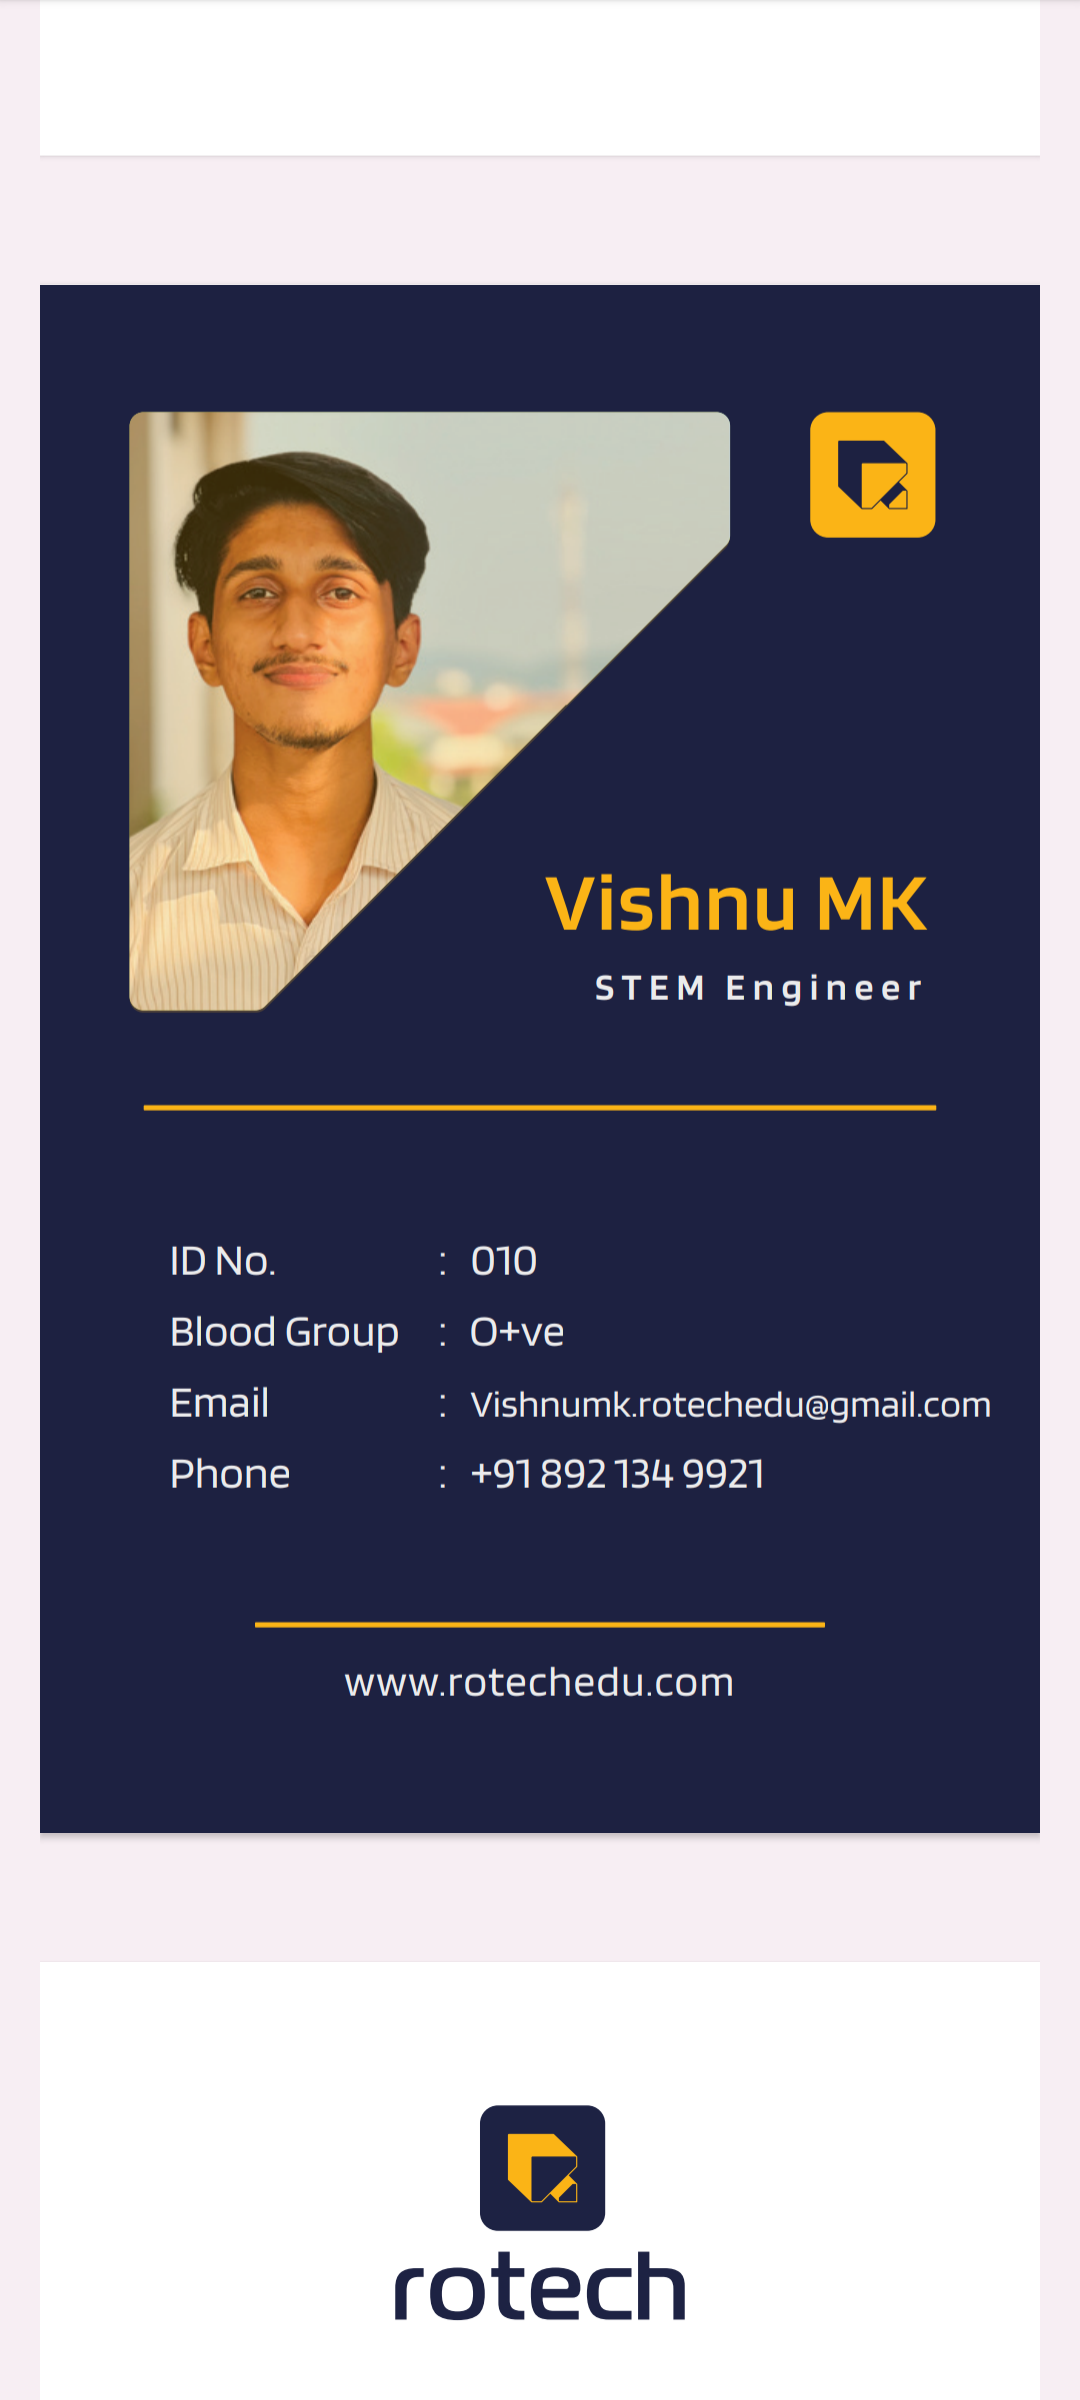 Vishnu MK
STEM Engineer
ID No. : 010
Blood Group : O+ve
Email : Vishnumk.rotechedu@gmail.com
Phone : +91 892 134 9921
www.rotechedu.com
rotech